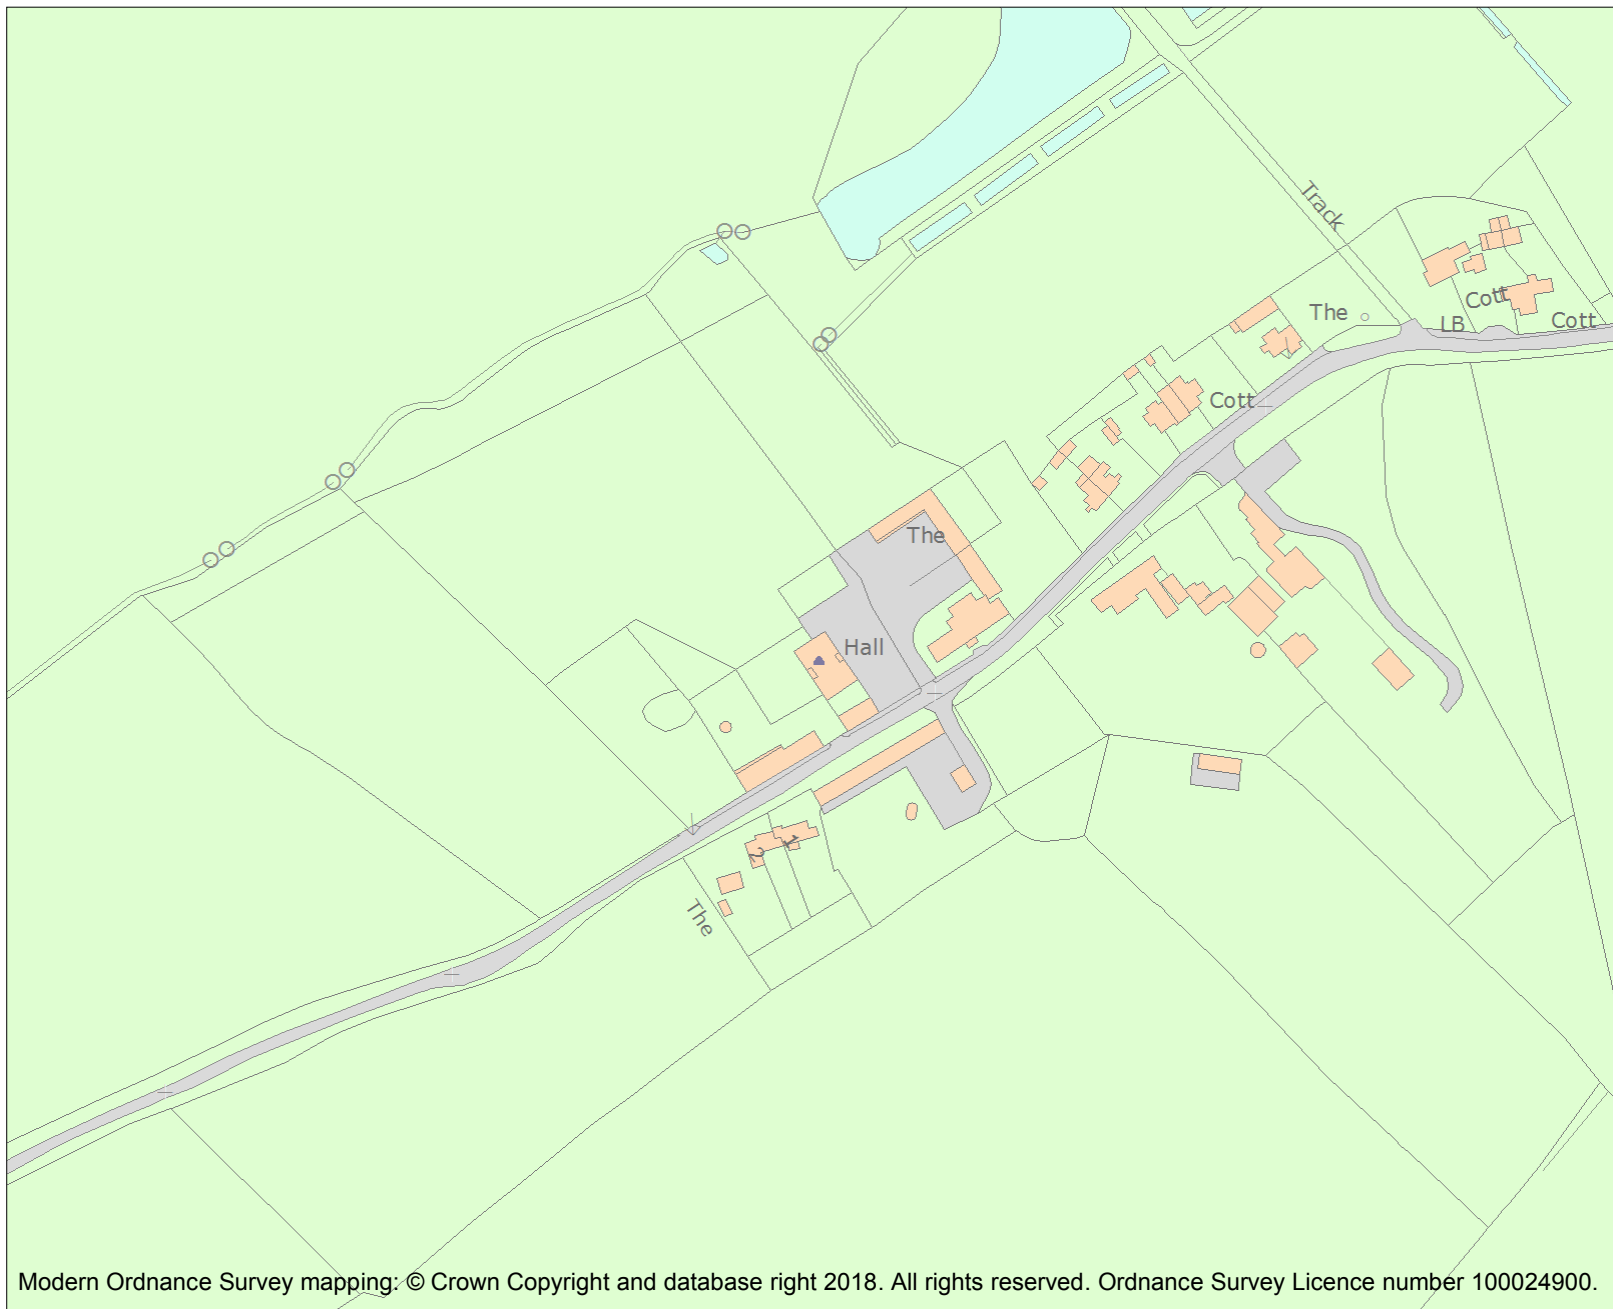 Track
Cott
The
LB
Cott
Cott
The
Hall
1
2
The
Modern Ordnance Survey mapping: © Crown Copyright and database right 2018. All rights reserved. Ordnance Survey Licence number 100024900.